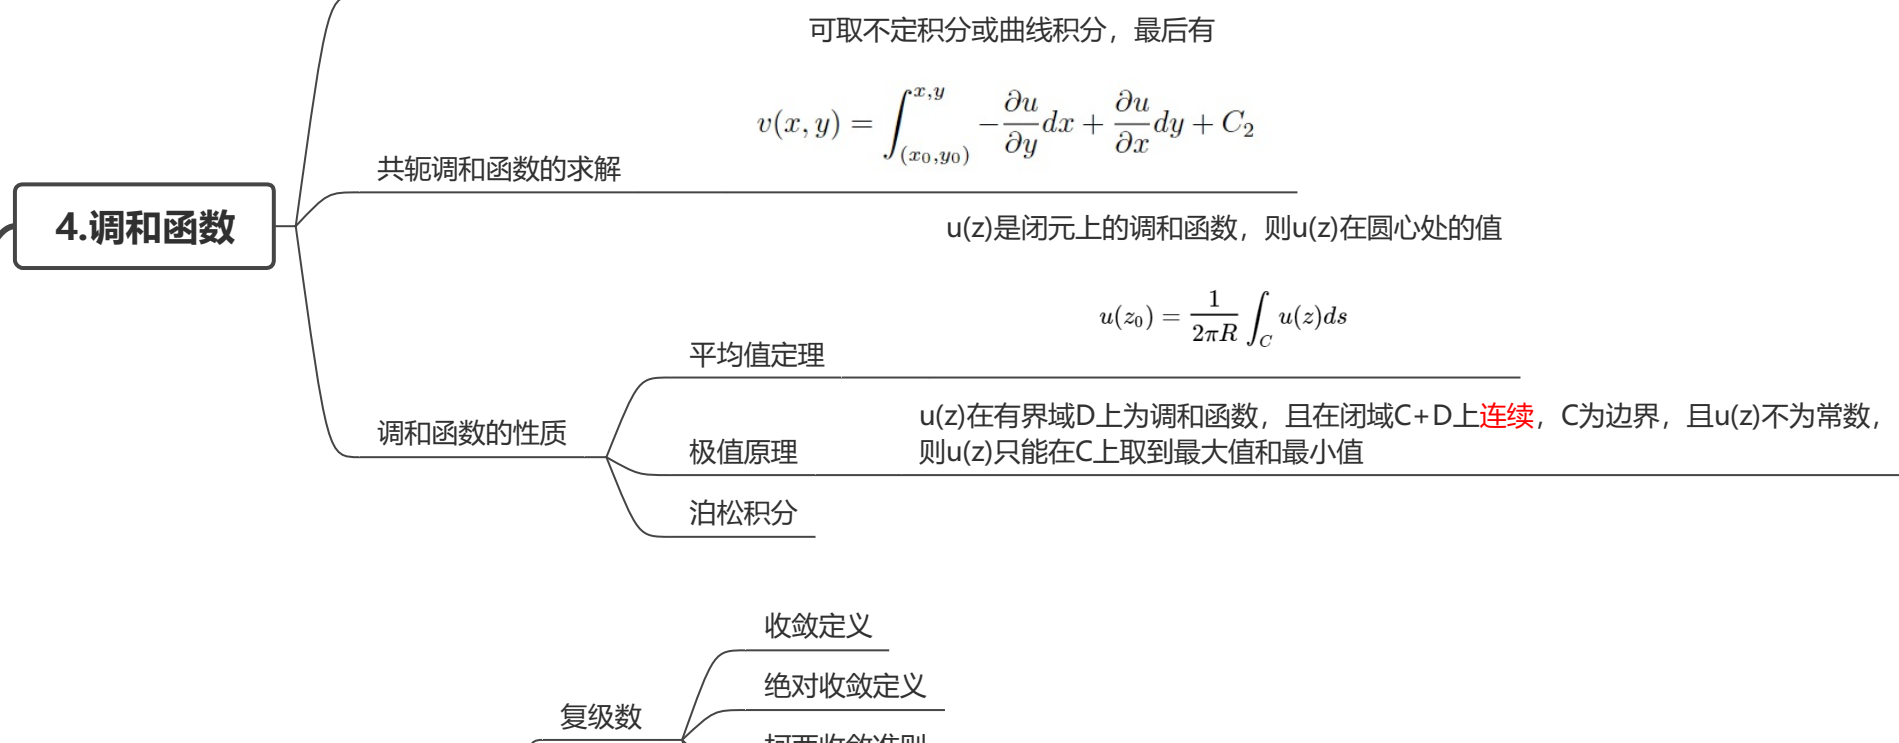 可取不定积分或曲线积分，最后有
v(x, y) = ∫_{(x₀,y₀)}^{x,y} −∂u/∂y dx + ∂u/∂x dy + C₂
共轭调和函数的求解
4.调和函数
u(z)是闭元上的调和函数，则u(z)在圆心处的值
u(z₀) = 1/(2πR) ∫_C u(z)ds
平均值定理
调和函数的性质
u(z)在有界域D上为调和函数，且在闭域C+D上连续，C为边界，且u(z)不为常数，
则u(z)只能在C上取到最大值和最小值
极值原理
泊松积分
收敛定义
绝对收敛定义
复级数
柯西收敛准则